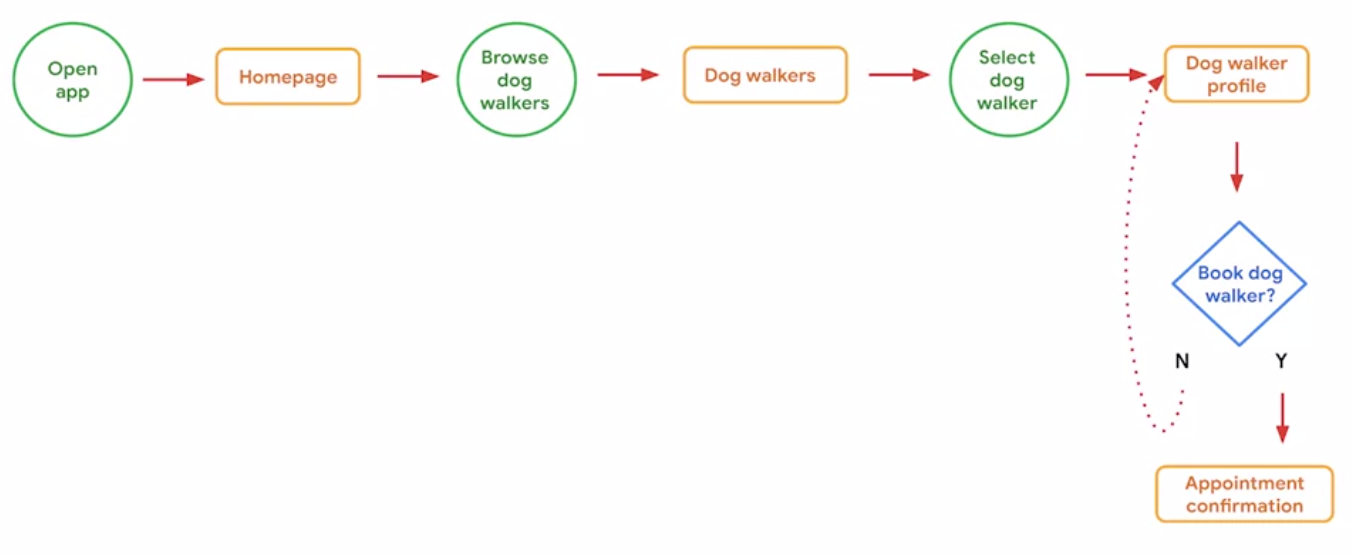 Open
app
Homepage
Browse
dog
walkers
Dog walkers
Select
dog
walker
Dog walker
profile
Book dog
walker?
N
Y
Appointment
confirmation